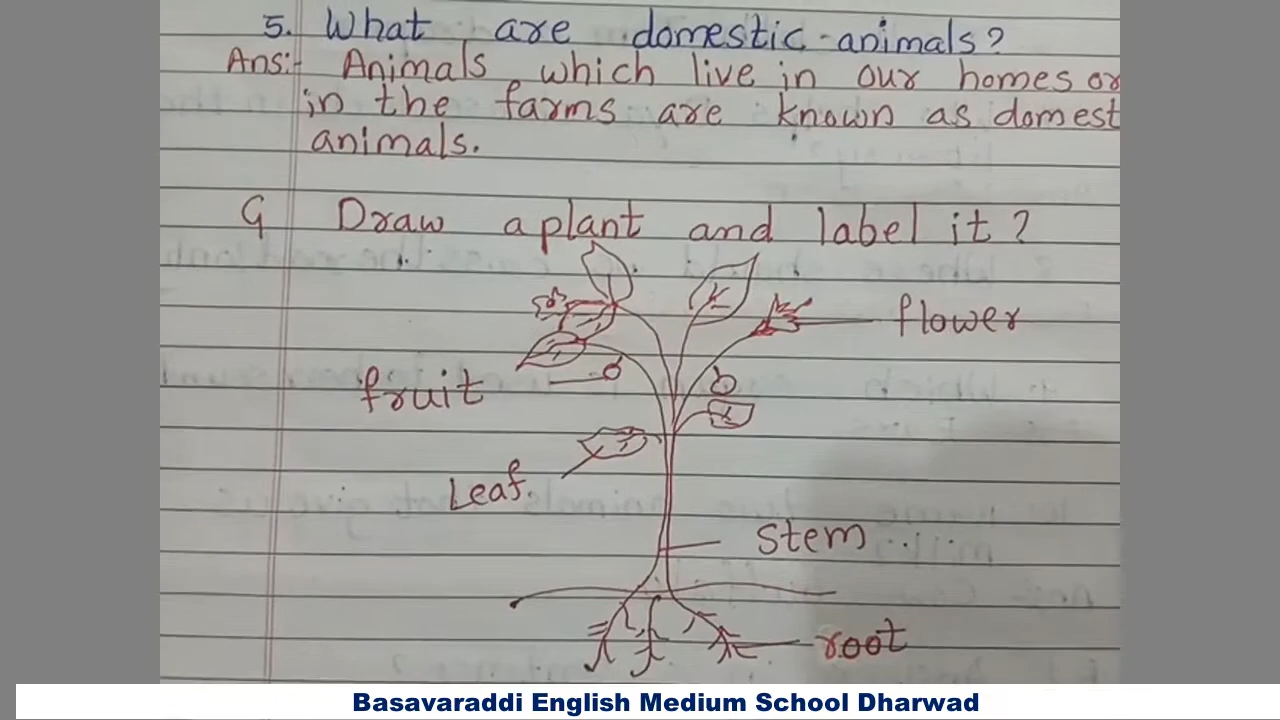 5. What are domestic animals?
Ans:- Animals which live in our homes or
in the farms are known as domest
animals.
G Draw a plant and label it?
flower
fruit
Leaf.
Stem
root
Basavaraddi English Medium School Dharwad